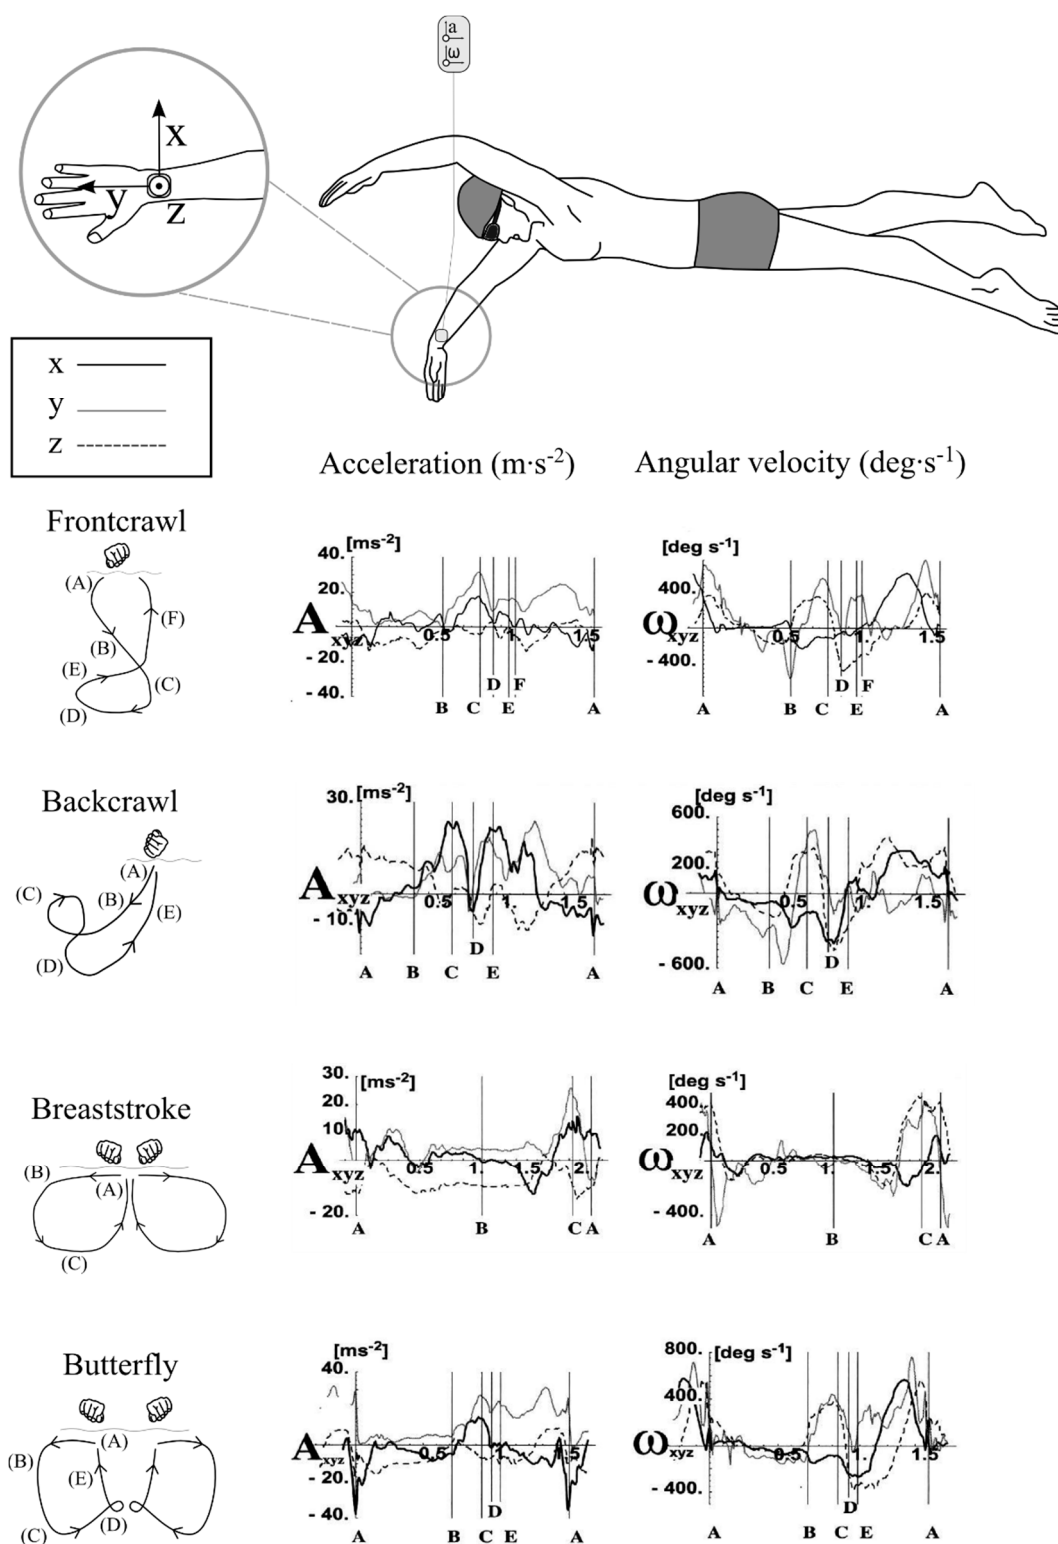 a
ω
x
y
z
x
y
z
Acceleration (m·s-2)
Angular velocity (deg·s-1)
Frontcrawl
(A)
(F)
(B)
(E)
(C)
(D)
[ms-2]
40.
20
Axyz
0.5
1
1.5
- 20.
- 40.
D F
B C E A
[deg s-1]
400.
ωxyz
0.5
1
1.5
- 400.
D F
A B C E A
Backcrawl
(A)
(C)
(B)
(E)
(D)
30.
[ms-2]
Axyz
0.5
1
1.5
- 10.
D
A B C E A
[deg s-1]
600.
200.
ωxyz
0.5
1
1.5
- 600.
D
A B C E A
Breaststroke
(B)
(A)
(C)
30.
[ms-2]
20
10
Axyz
0.5
1
1.5
2.
- 20.
A B C A
[deg s-1]
400.
200.
ωxyz
0.5
1
1.5
2.
- 400.
A B C A
Butterfly
(A)
(B)
(E)
(C)
(D)
[ms-2]
40.
Axyz
0.5
1
1.5
- 20.
- 40.
D
A B C E A
800.
[deg s-1]
400.
ωxyz
0.5
1
1.5
- 400.
D
A B C E A